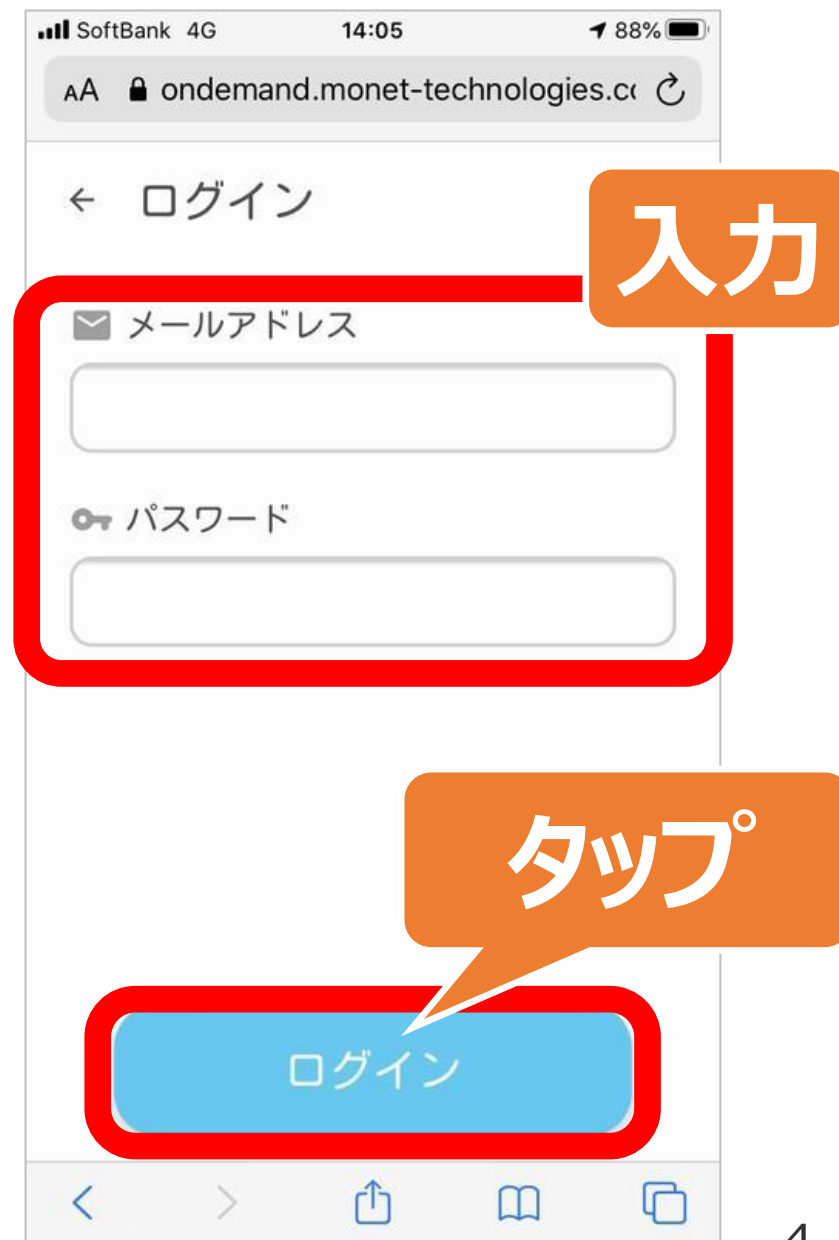 SoftBank 4G 14:05 88%
AA ondemand.monet-technologies.c
← ログイン
入力
メールアドレス
パスワード
タップ
ログイン
4